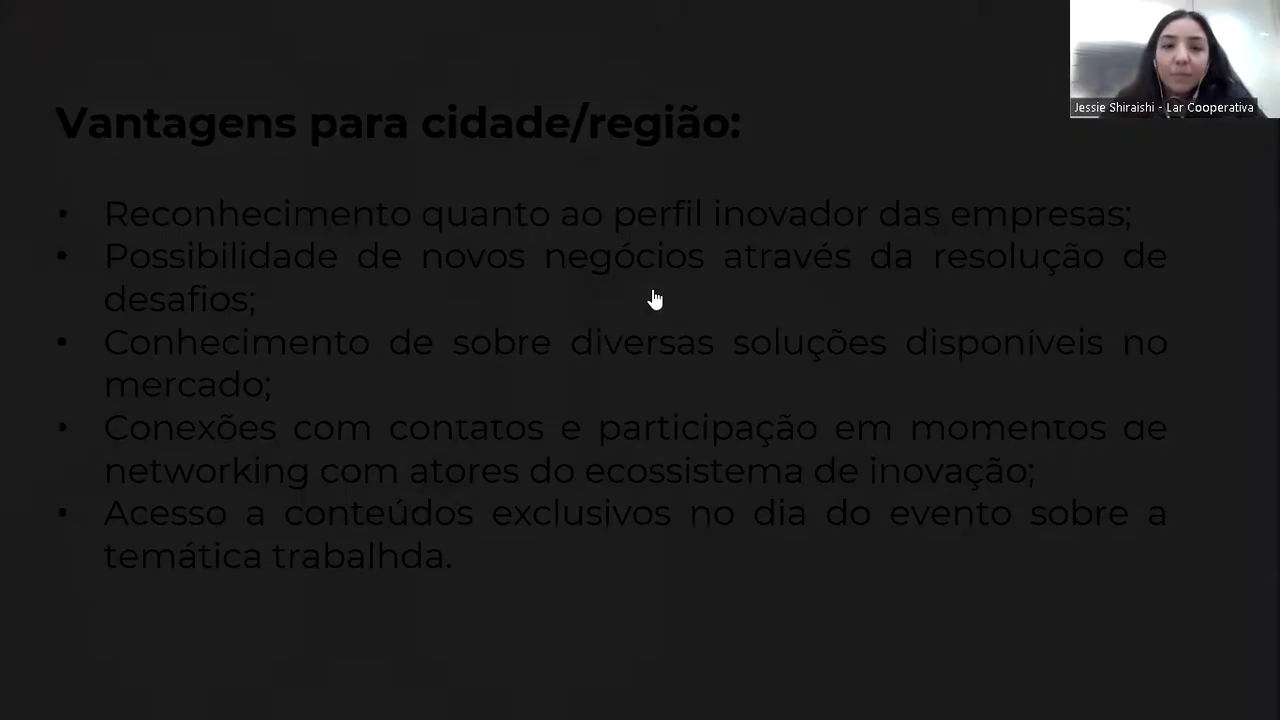 Jessie Shiraishi - Lar Cooperativa
Vantagens para cidade/região:
• Reconhecimento quanto ao perfil inovador das empresas;
• Possibilidade de novos negócios através da resolução de
desafios;
• Conhecimento de sobre diversas soluções disponíveis no
mercado;
• Conexões com contatos e participação em momentos de
networking com atores do ecossistema de inovação;
• Acesso a conteúdos exclusivos no dia do evento sobre a
temática trabalhda.